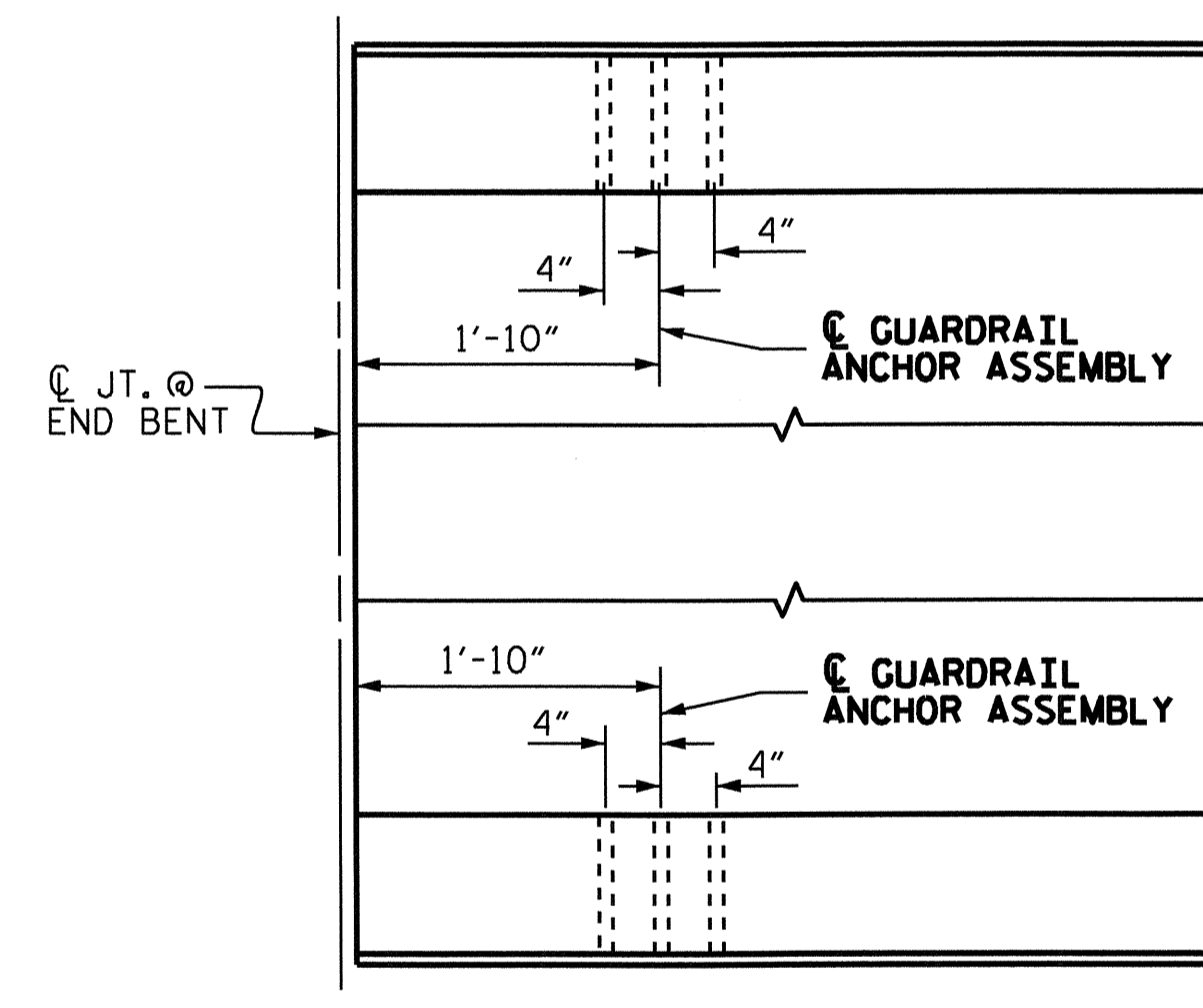 4"
4"
1'-10"
℄ GUARDRAIL
ANCHOR ASSEMBLY
℄ JT. @
END BENT
1'-10"
℄ GUARDRAIL
ANCHOR ASSEMBLY
4"
4"